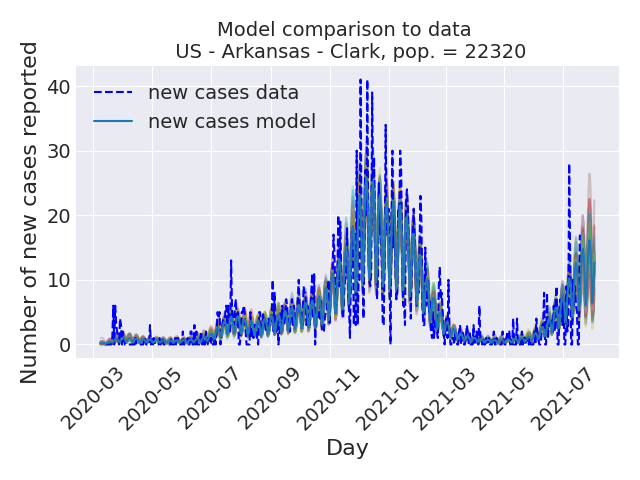 Model comparison to data
US - Arkansas - Clark, pop. = 22320
Number of new cases reported
40
30
20
10
0
new cases data
new cases model
2020-03
2020-05
2020-07
2020-09
2020-11
2021-01
2021-03
2021-05
2021-07
Day